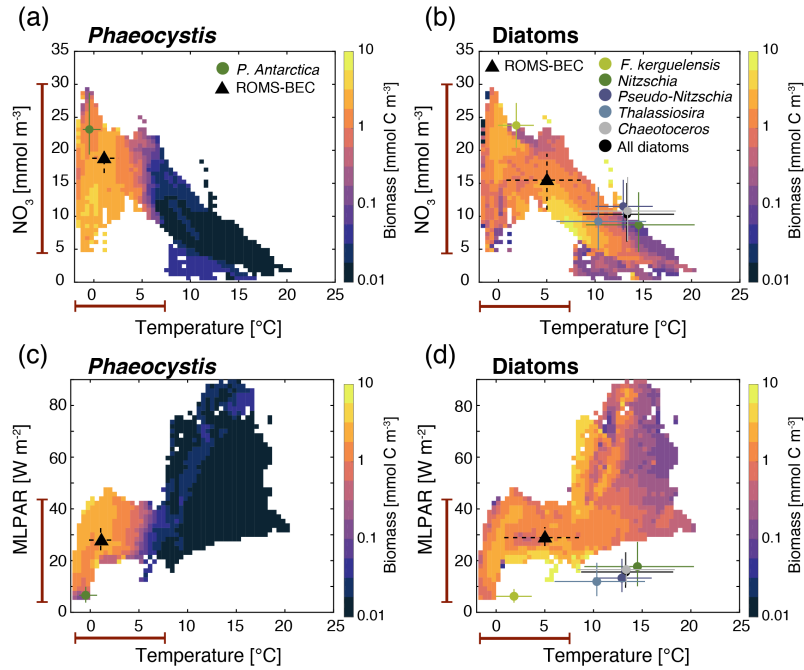 (a)
Phaeocystis
35
30
25
20
15
10
5
0
NO3 [mmol m-3]
0
5
10
15
20
25
Temperature [°C]
P. Antarctica
ROMS-BEC
10
1
0.1
0.01
Biomass [mmol C m-3]
(b)
Diatoms
35
30
25
20
15
10
5
0
NO3 [mmol m-3]
0
5
10
15
20
25
Temperature [°C]
ROMS-BEC
F. kerguelensis
Nitzschia
Pseudo-Nitzschia
Thalassiosira
Chaeotoceros
All diatoms
10
1
0.1
0.01
Biomass [mmol C m-3]
(c)
Phaeocystis
80
60
40
20
0
MLPAR [W m-2]
0
5
10
15
20
25
Temperature [°C]
10
1
0.1
0.01
Biomass [mmol C m-3]
(d)
Diatoms
80
60
40
20
0
MLPAR [W m-2]
0
5
10
15
20
25
Temperature [°C]
10
1
0.1
0.01
Biomass [mmol C m-3]